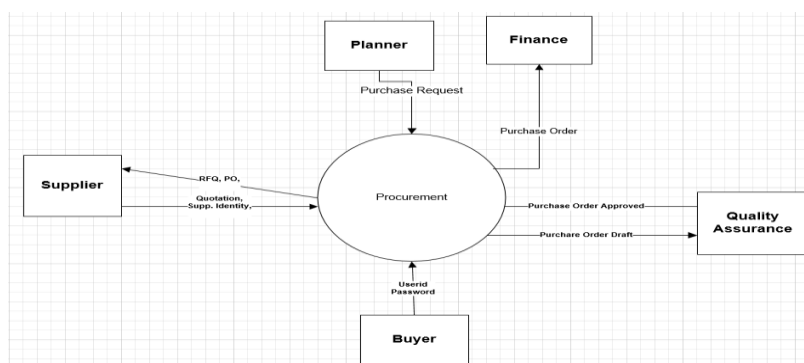 Planner
Finance
Purchase Request
Purchase Order
Supplier
RFQ, PO,
Quotation,
Supp. Identity,
Procurement
Purchase Order Approved
Purchare Order Draft
Quality
Assurance
Userid
Password
Buyer